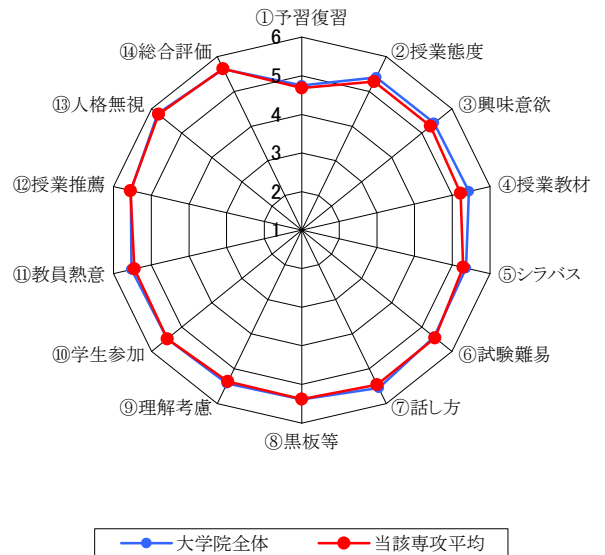 ①予習復習
②授業態度
③興味意欲
④授業教材
⑤シラバス
⑥試験難易
⑦話し方
⑧黒板等
⑨理解考慮
⑩学生参加
⑪教員熱意
⑫授業推薦
⑬人格無視
⑭総合評価
6
5
4
3
2
1
大学院全体 当該専攻平均